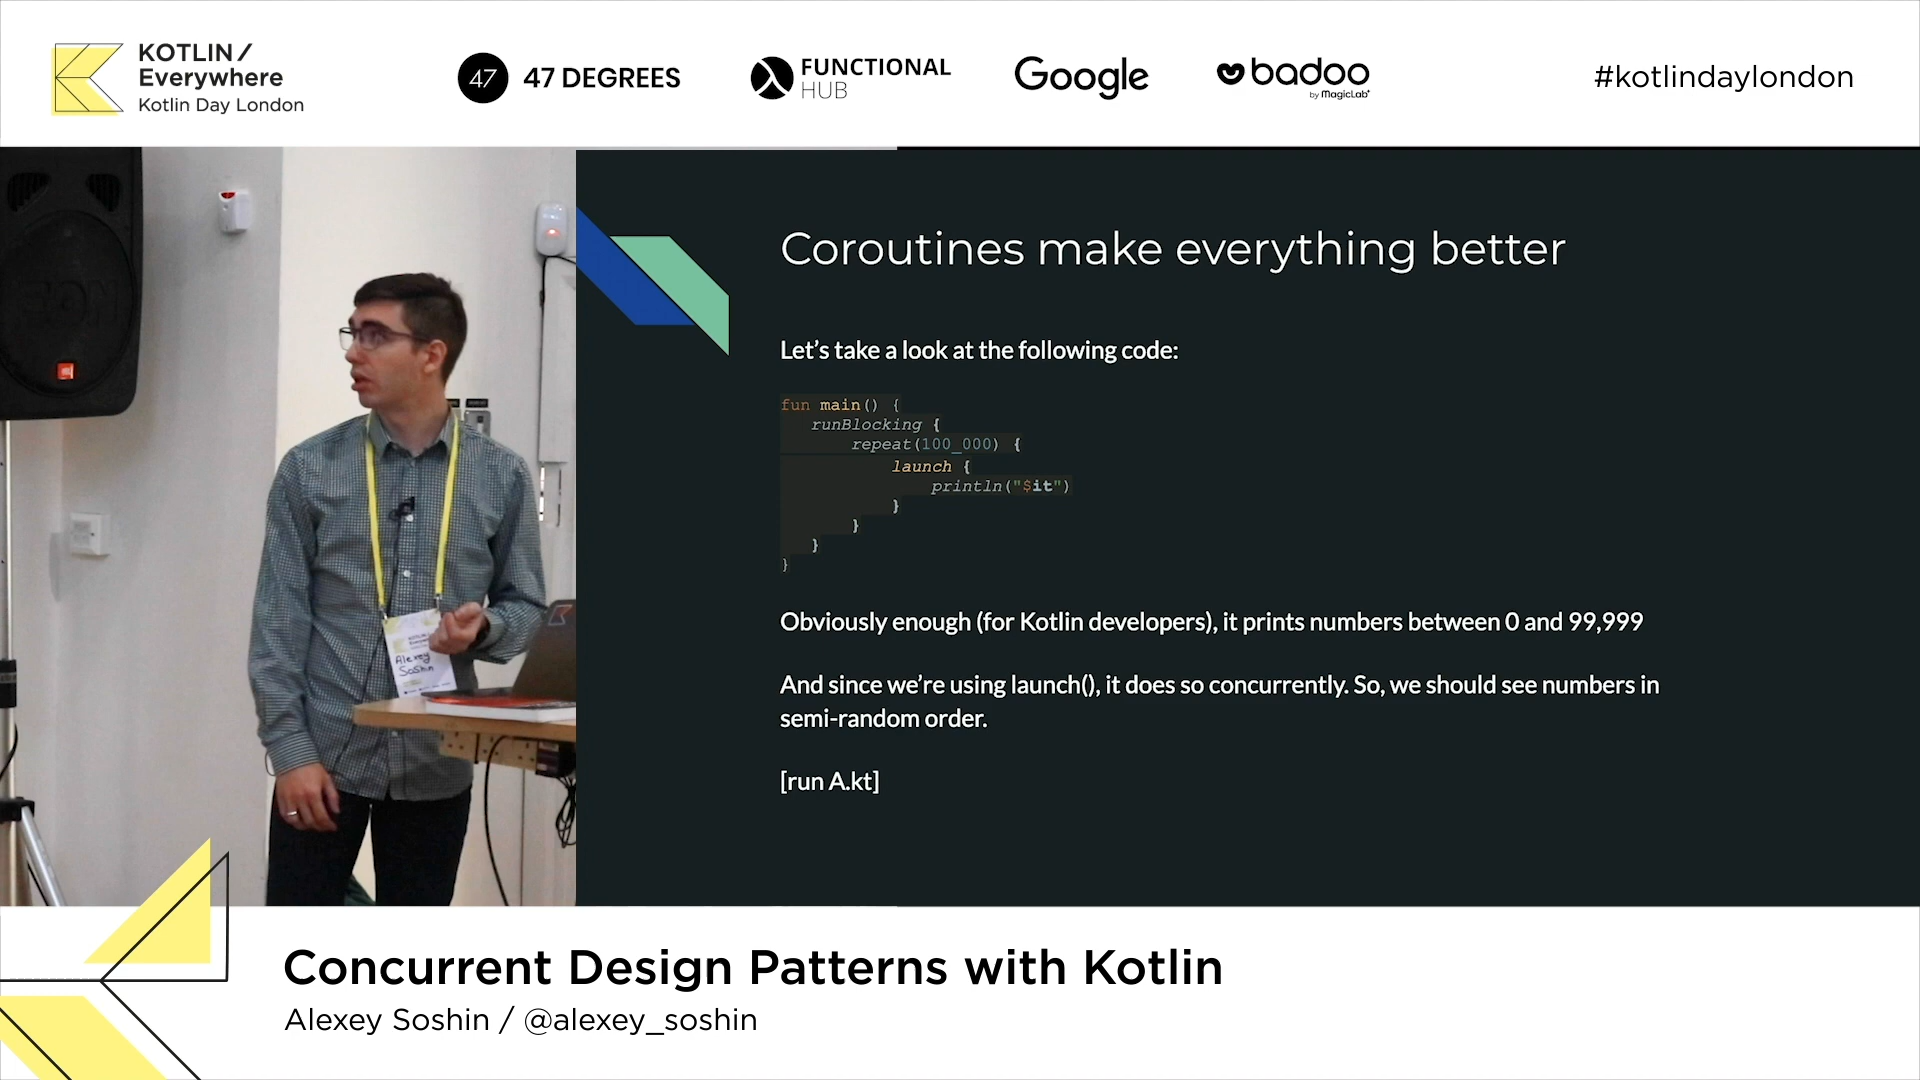 KOTLIN /
Everywhere
Kotlin Day London
47 47 DEGREES
FUNCTIONAL
HUB
Google
badoo
by MagicLab
#kotlindaylondon
Coroutines make everything better
Let's take a look at the following code:
fun main() {
runBlocking {
repeat(100_000) {
launch {
println("$it")
}
}
}
}
Obviously enough (for Kotlin developers), it prints numbers between 0 and 99,999
And since we're using launch(), it does so concurrently. So, we should see numbers in
semi-random order.
[run A.kt]
Alexey
Soshin
Concurrent Design Patterns with Kotlin
Alexey Soshin / @alexey_soshin